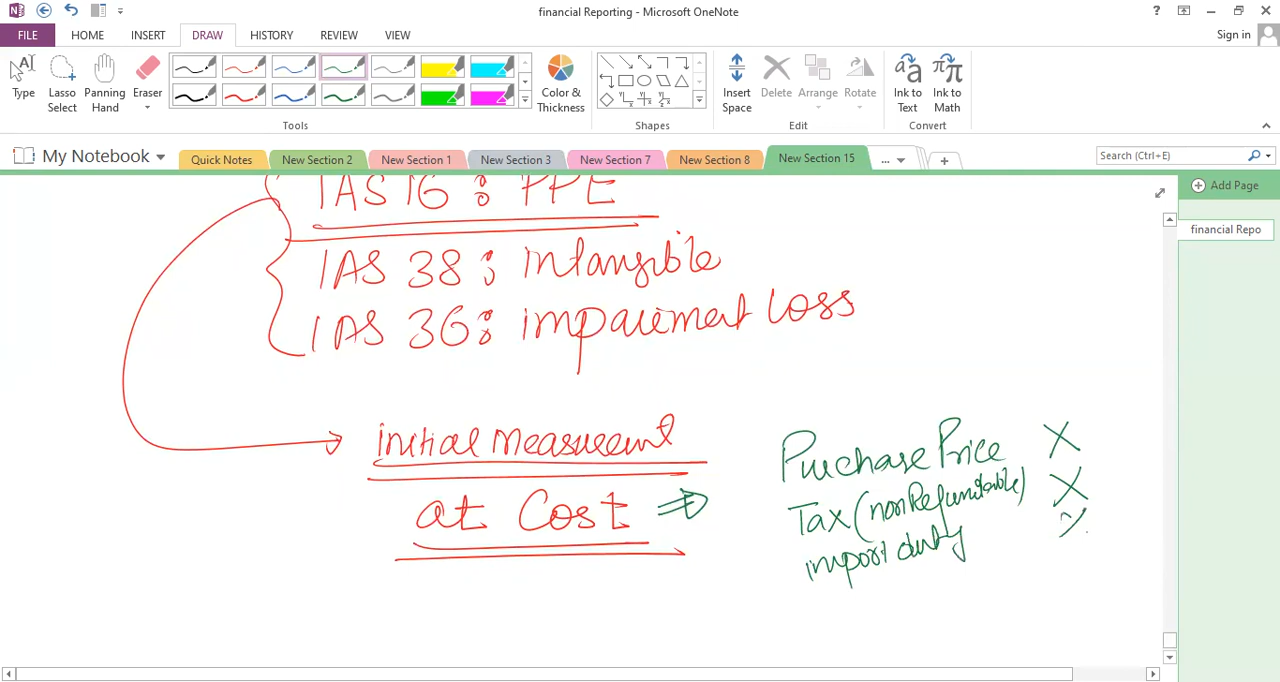 financial Reporting - Microsoft OneNote
Sign in
FILE HOME INSERT DRAW HISTORY REVIEW VIEW
Type
Lasso Select
Panning Hand
Eraser
Color & Thickness
Insert Space
Delete
Arrange
Rotate
Ink to Text
Ink to Math
Tools
Shapes
Edit
Convert
My Notebook
Quick Notes
New Section 2
New Section 1
New Section 3
New Section 7
New Section 8
New Section 15
...
Search (Ctrl+E)
Add Page
financial Repo
IAS 16 : PPE
IAS 38 : intangible
IAS 36 : impairment Loss
initial Measurement
at Cost ⇒
Purchase Price X
Tax (non Refundable) X
import duty